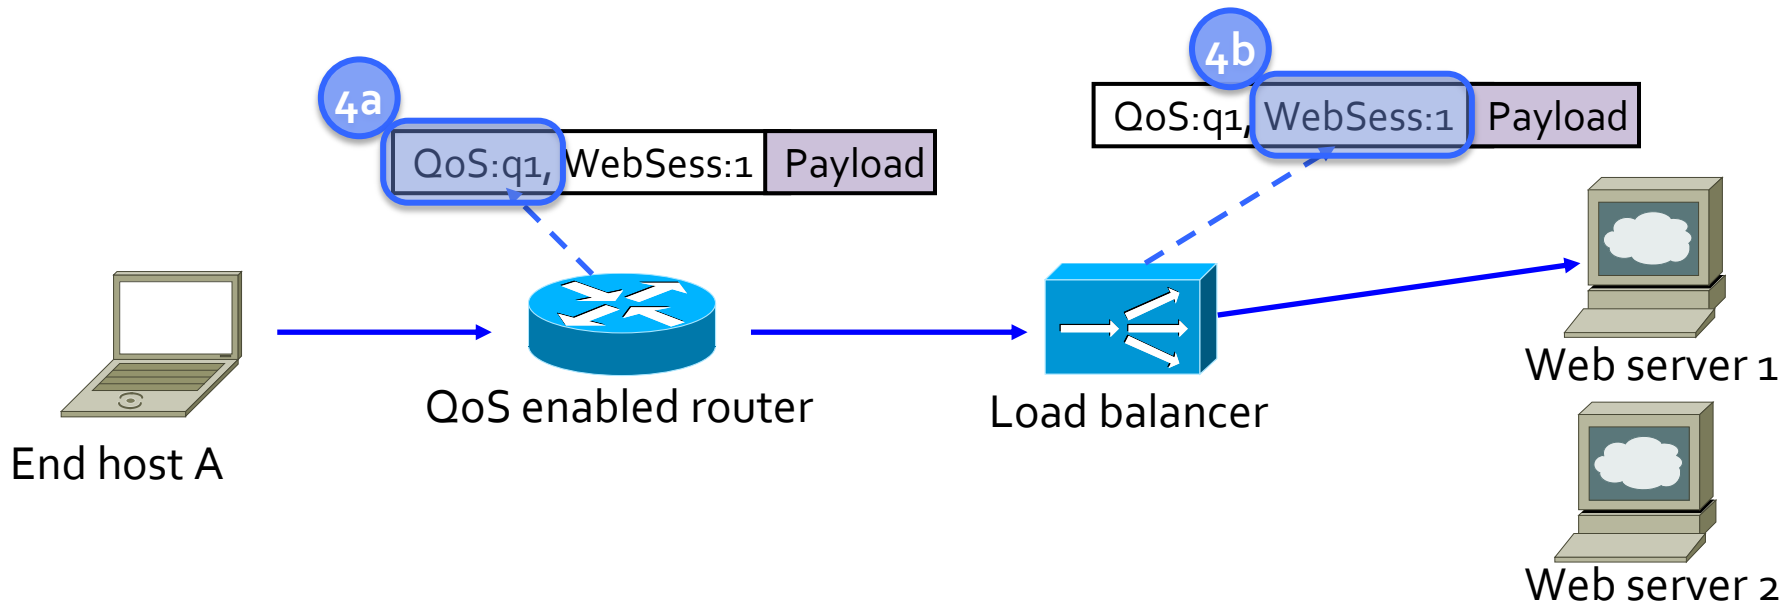 4b
4a
QoS:q1, WebSess:1 Payload
QoS:q1, WebSess:1 Payload
Web server 1
QoS enabled router
Load balancer
End host A
Web server 2